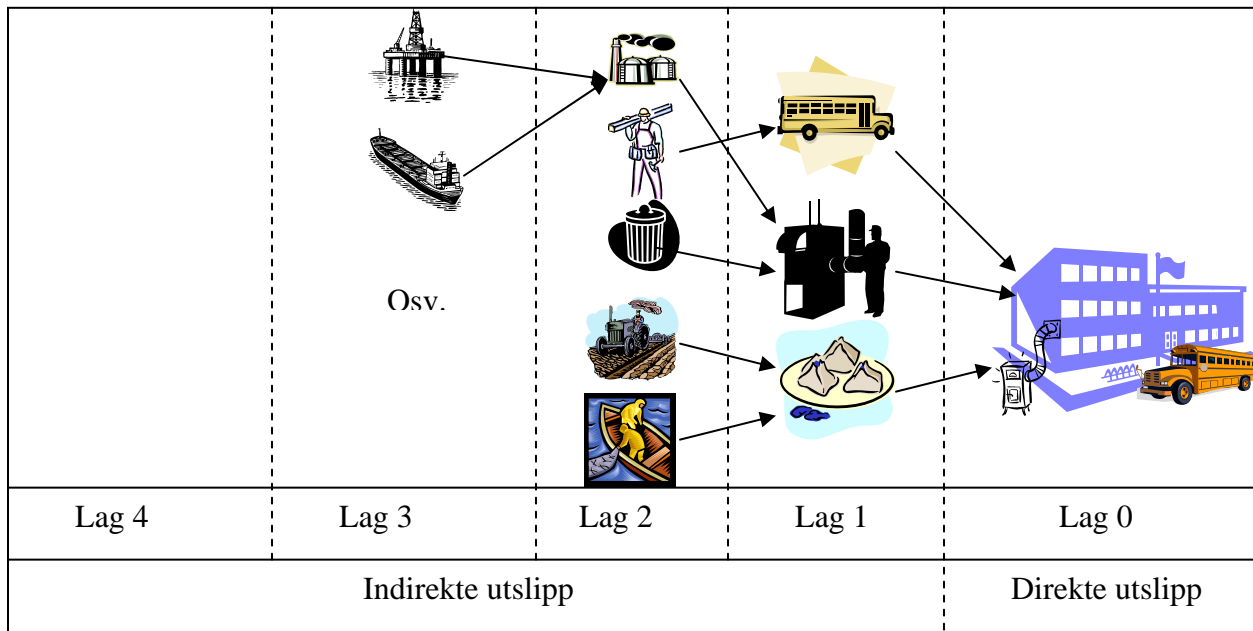 Osv.
Lag 4
Lag 3
Lag 2
Lag 1
Lag 0
Indirekte utslipp
Direkte utslipp